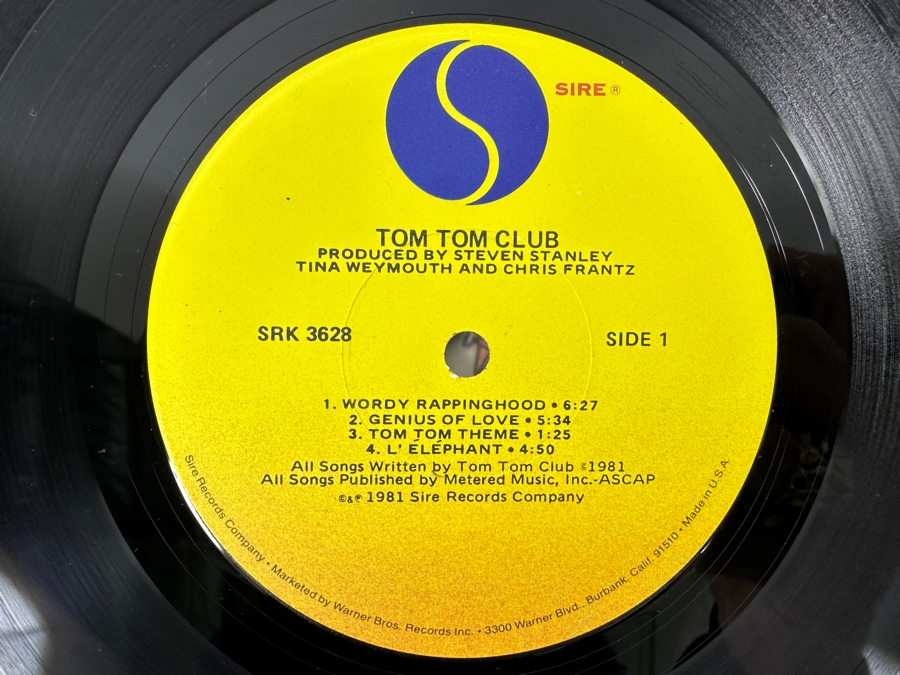 SIRE ®
TOM TOM CLUB
PRODUCED BY STEVEN STANLEY
TINA WEYMOUTH AND CHRIS FRANTZ
SRK 3628
SIDE 1
1. WORDY RAPPINGHOOD • 6:27
2. GENIUS OF LOVE • 5:34
3. TOM TOM THEME • 1:25
4. L' ÉLÉPHANT • 4:50
All Songs Written by Tom Tom Club ©1981
All Songs Published by Metered Music, Inc.-ASCAP
©&℗ 1981 Sire Records Company
Sire Records Company • Marketed by Warner Bros. Records Inc. • 3300 Warner Blvd., Burbank, Calif. 91510 • Made in U.S.A.